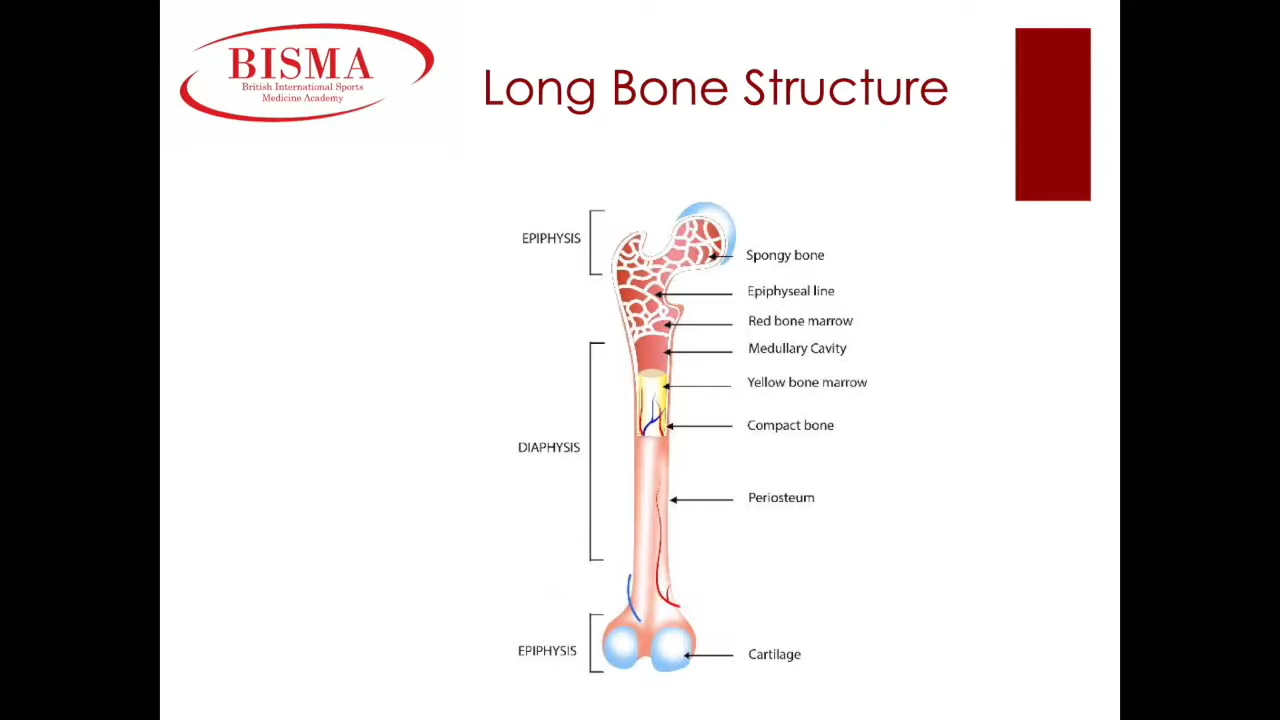 BISMA
British International Sports
Medicine Academy
Long Bone Structure
EPIPHYSIS
Spongy bone
Epiphyseal line
Red bone marrow
Medullary Cavity
Yellow bone marrow
Compact bone
DIAPHYSIS
Periosteum
EPIPHYSIS
Cartilage